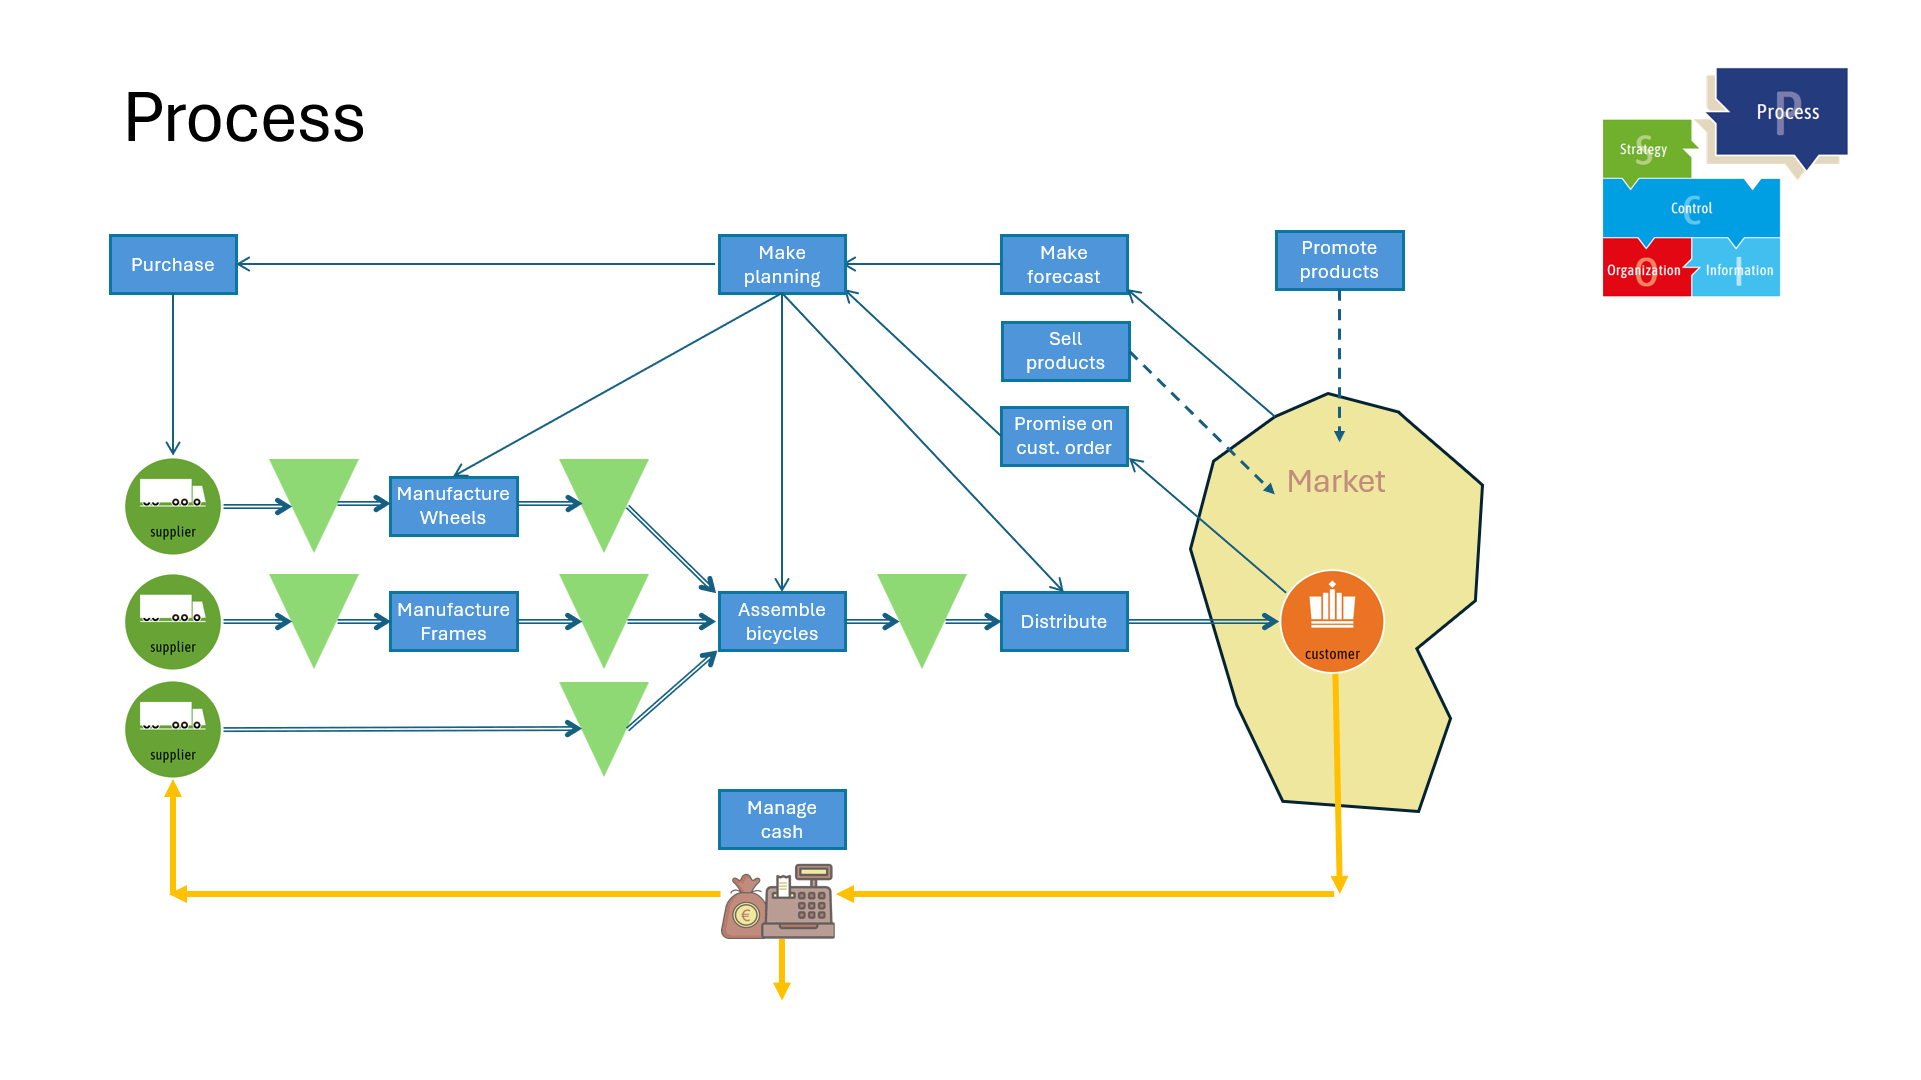 Process
P
Process
S
Strategy
C
Control
O
Organization
I
Information
Purchase
Make
planning
Make
forecast
Promote
products
Sell
products
Promise on
cust. order
Market
supplier
Manufacture
Wheels
supplier
Manufacture
Frames
Assemble
bicycles
Distribute
customer
supplier
Manage
cash
€